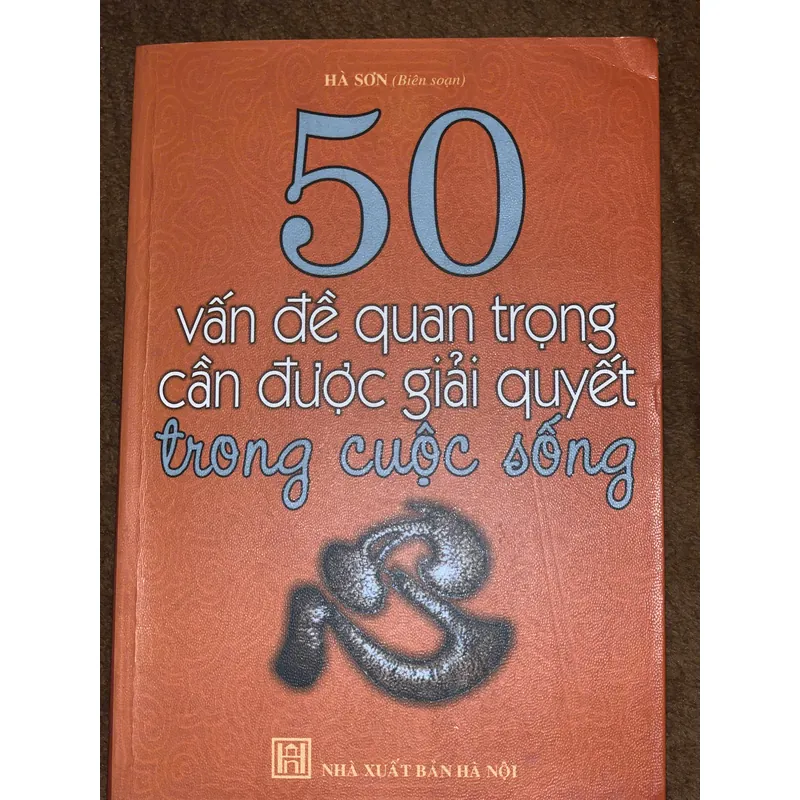 HÀ SƠN (Biên soạn)
50
vấn đề quan trọng
cần được giải quyết
trong cuộc sống
NHÀ XUẤT BẢN HÀ NỘI